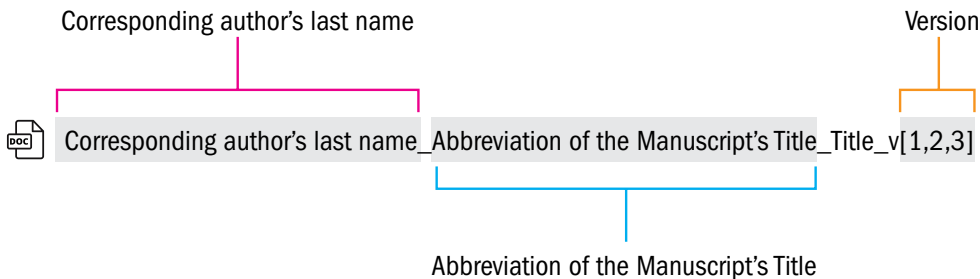 Corresponding author's last name Version
DOC Corresponding author's last name_Abbreviation of the Manuscript's Title_Title_v[1,2,3]
Abbreviation of the Manuscript's Title